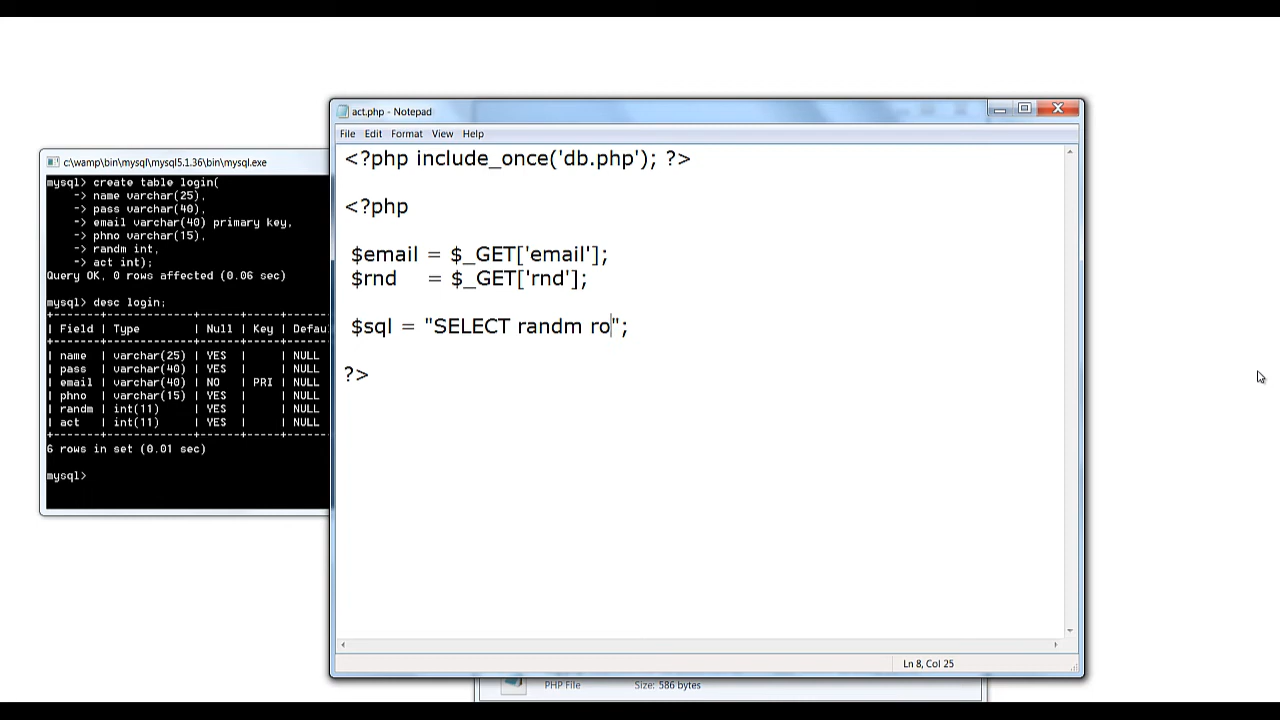 act.php - Notepad
File Edit Format View Help
<?php include_once('db.php'); ?>
<?php
$email = $_GET['email'];
$rnd = $_GET['rnd'];
$sql = "SELECT randm ro";
?>
Ln 8, Col 25
c:\wamp\bin\mysql\mysql5.1.36\bin\mysql.exe
mysql> create table login(
-> name varchar(25),
-> pass varchar(40),
-> email varchar(40) primary key,
-> phno varchar(15),
-> randm int,
-> act int);
Query OK, 0 rows affected (0.06 sec)
mysql> desc login;
+--------+-------------+------+-----+------
| Field | Type | Null | Key | Defau
+--------+-------------+------+-----+------
| name | varchar(25) | YES | | NULL
| pass | varchar(40) | YES | | NULL
| email | varchar(40) | NO | PRI | NULL
| phno | varchar(15) | YES | | NULL
| randm | int(11) | YES | | NULL
| act | int(11) | YES | | NULL
+--------+-------------+------+-----+------
6 rows in set (0.01 sec)
mysql>
PHP File Size: 586 bytes